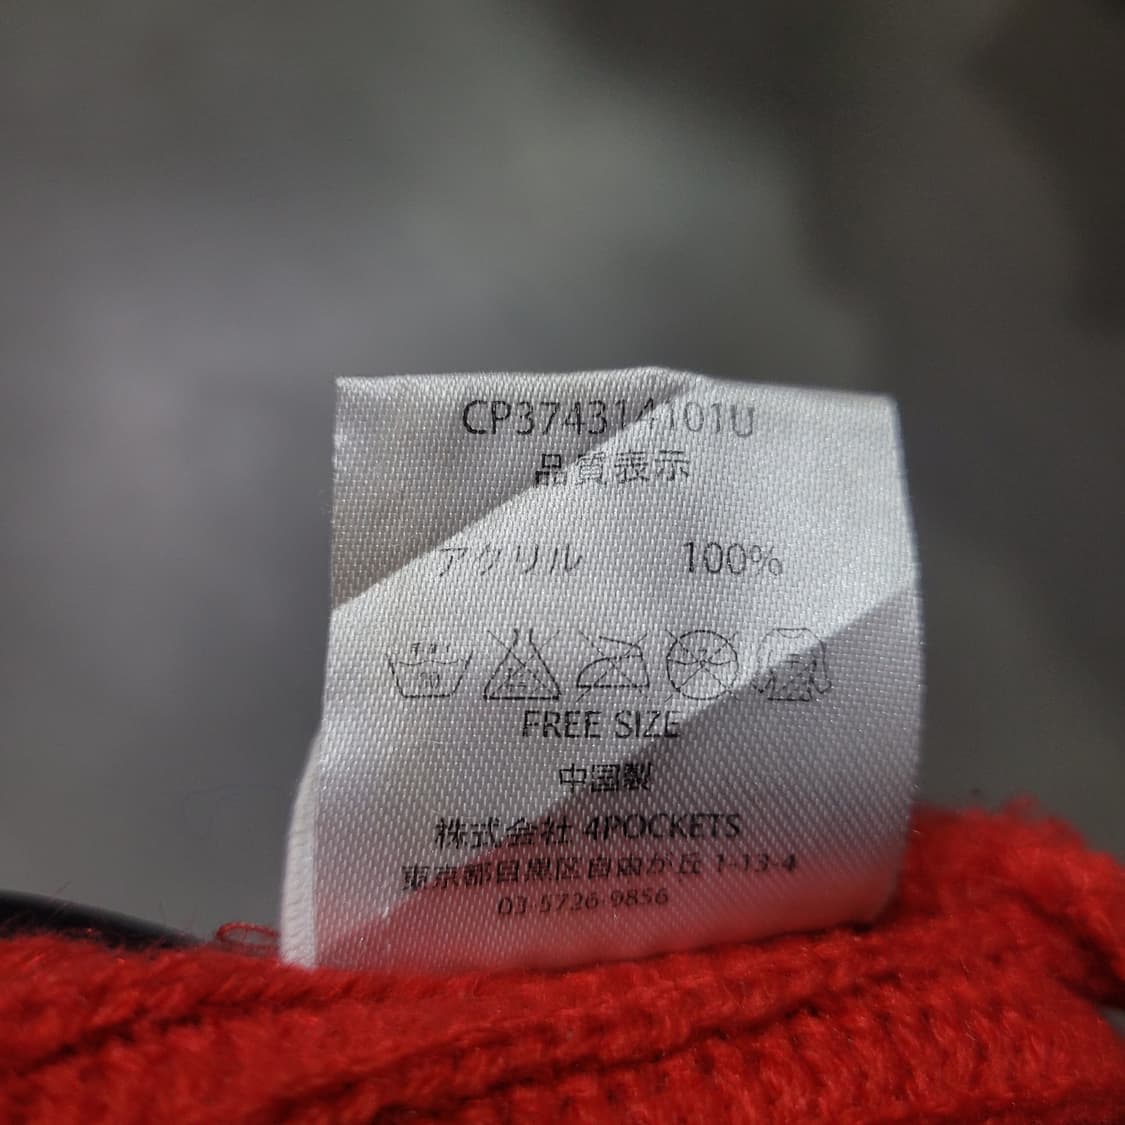 CP374314101U
品質表示
アクリル 100%
FREE SIZE
中国製
株式会社 4POCKETS
東京都目黒区自由が丘 1-13-4
03-5726-9856